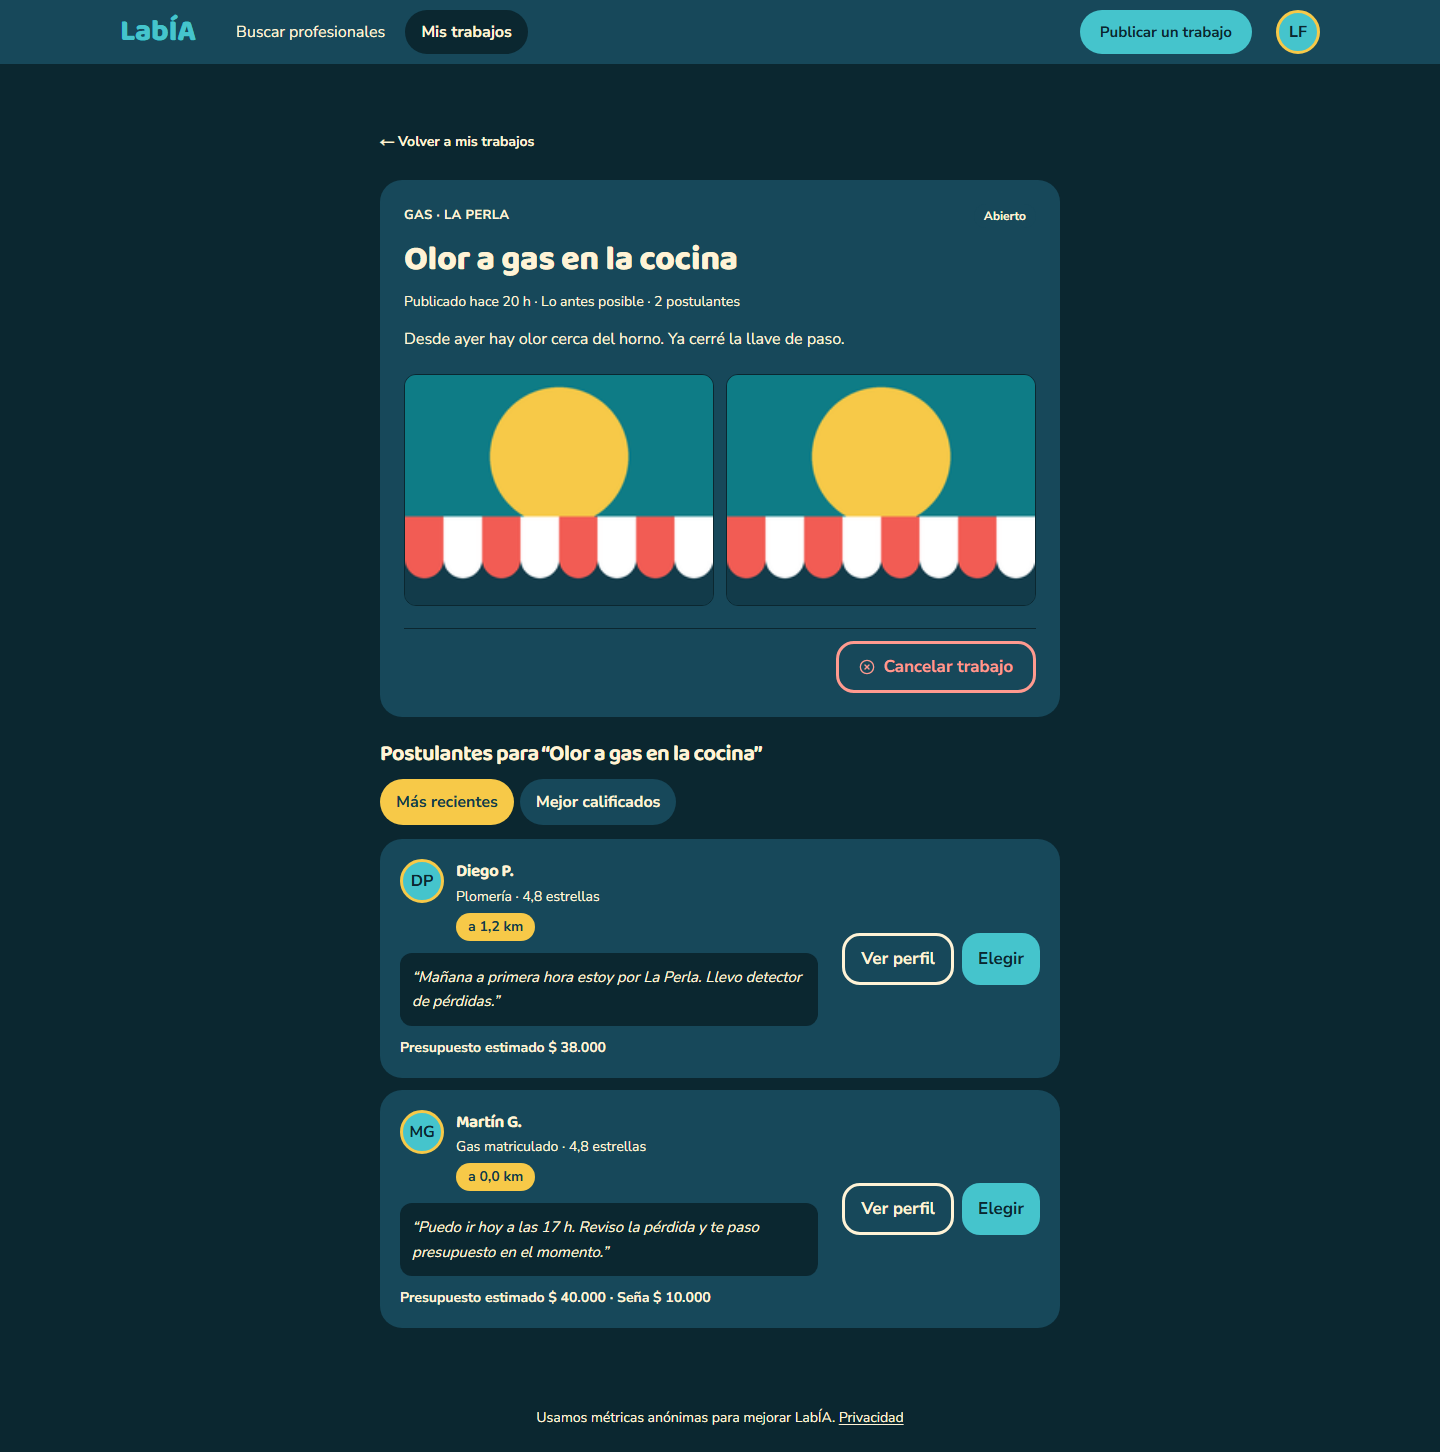 LabÍA
Buscar profesionales
Mis trabajos
Publicar un trabajo
LF
← Volver a mis trabajos
GAS · LA PERLA
Abierto
Olor a gas en la cocina
Publicado hace 20 h · Lo antes posible · 2 postulantes
Desde ayer hay olor cerca del horno. Ya cerré la llave de paso.
Cancelar trabajo
Postulantes para “Olor a gas en la cocina”
Más recientes
Mejor calificados
DP
Diego P.
Plomería · 4,8 estrellas
a 1,2 km
“Mañana a primera hora estoy por La Perla. Llevo detector
de pérdidas.”
Presupuesto estimado $ 38.000
Ver perfil
Elegir
MG
Martín G.
Gas matriculado · 4,8 estrellas
a 0,0 km
“Puedo ir hoy a las 17 h. Reviso la pérdida y te paso
presupuesto en el momento.”
Presupuesto estimado $ 40.000 · Seña $ 10.000
Ver perfil
Elegir
Usamos métricas anónimas para mejorar LabÍA. Privacidad